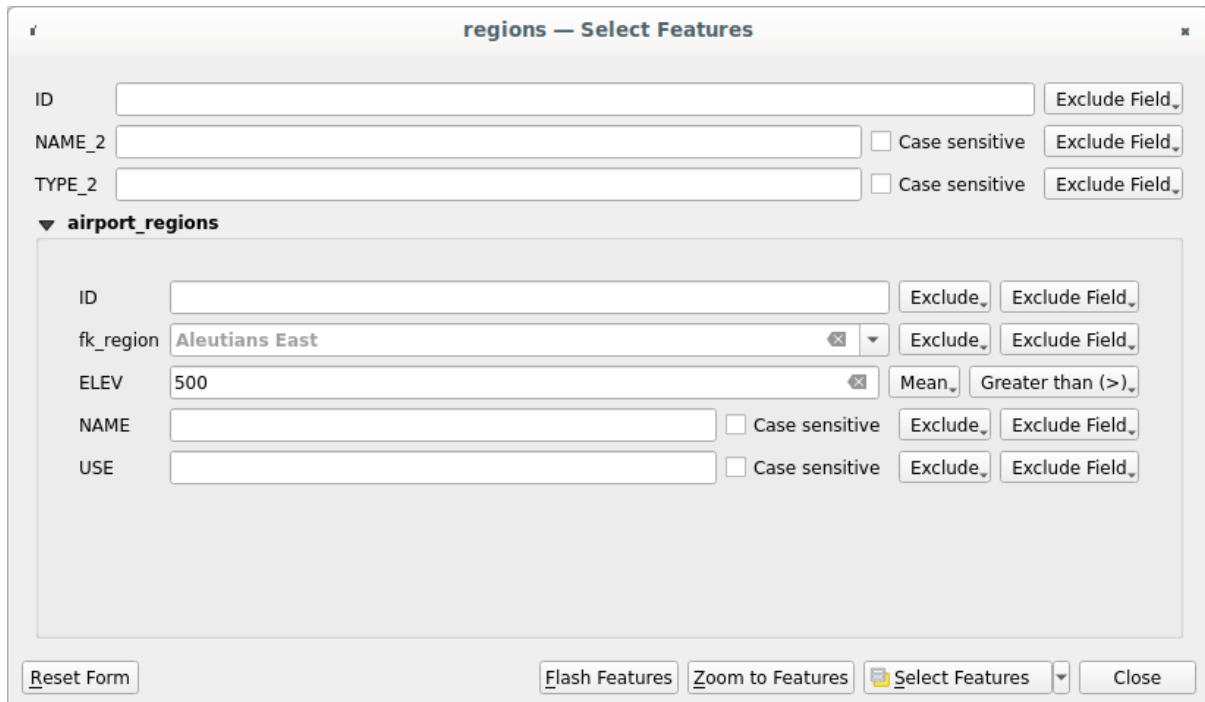 regions — Select Features
ID Exclude Field
NAME_2 Case sensitive Exclude Field
TYPE_2 Case sensitive Exclude Field
airport_regions
ID Exclude Exclude Field
fk_region Aleutians East Exclude Exclude Field
ELEV 500 Mean Greater than (>)
NAME Case sensitive Exclude Exclude Field
USE Case sensitive Exclude Exclude Field
Reset Form Flash Features Zoom to Features Select Features Close